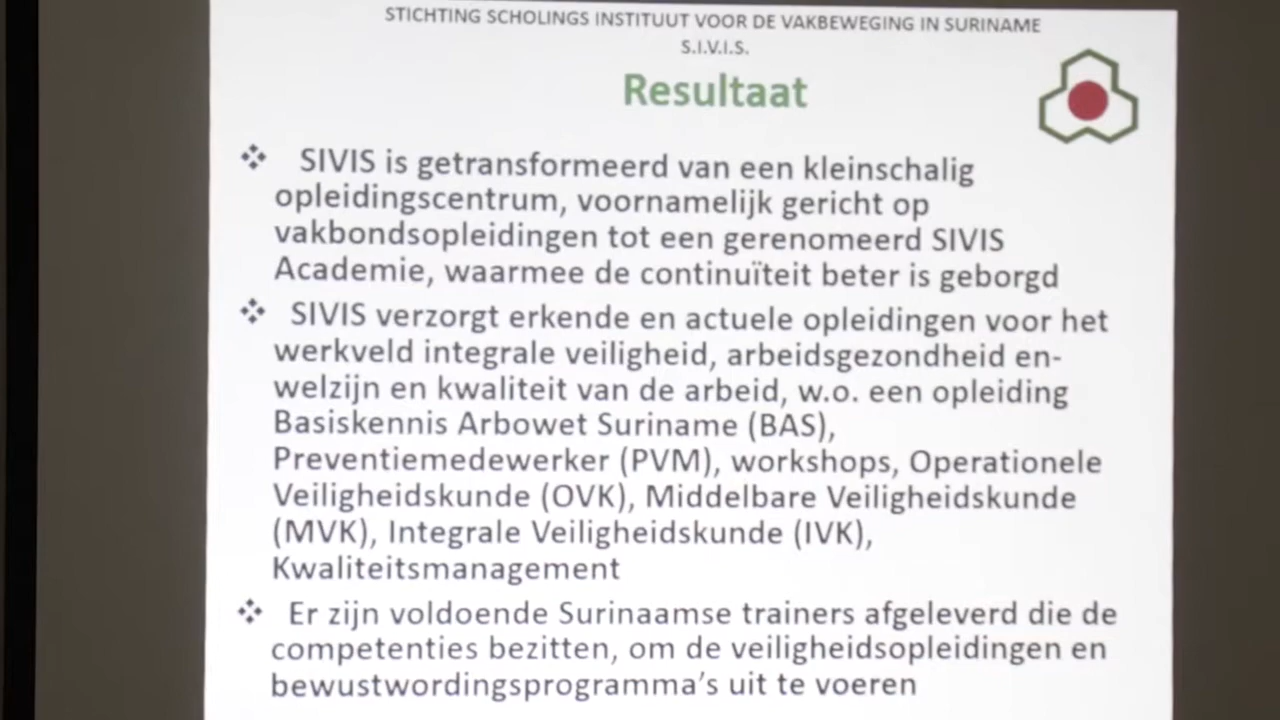 STICHTING SCHOLINGS INSTITUUT VOOR DE VAKBEWEGING IN SURINAME
S.I.V.I.S.
Resultaat
❖ SIVIS is getransformeerd van een kleinschalig
opleidingscentrum, voornamelijk gericht op
vakbondsopleidingen tot een gerenomeerd SIVIS
Academie, waarmee de continuïteit beter is geborgd
❖ SIVIS verzorgt erkende en actuele opleidingen voor het
werkveld integrale veiligheid, arbeidsgezondheid en-
welzijn en kwaliteit van de arbeid, w.o. een opleiding
Basiskennis Arbowet Suriname (BAS),
Preventiemedewerker (PVM), workshops, Operationele
Veiligheidskunde (OVK), Middelbare Veiligheidskunde
(MVK), Integrale Veiligheidskunde (IVK),
Kwaliteitsmanagement
❖ Er zijn voldoende Surinaamse trainers afgeleverd die de
competenties bezitten, om de veiligheidsopleidingen en
bewustwordingsprogramma's uit te voeren